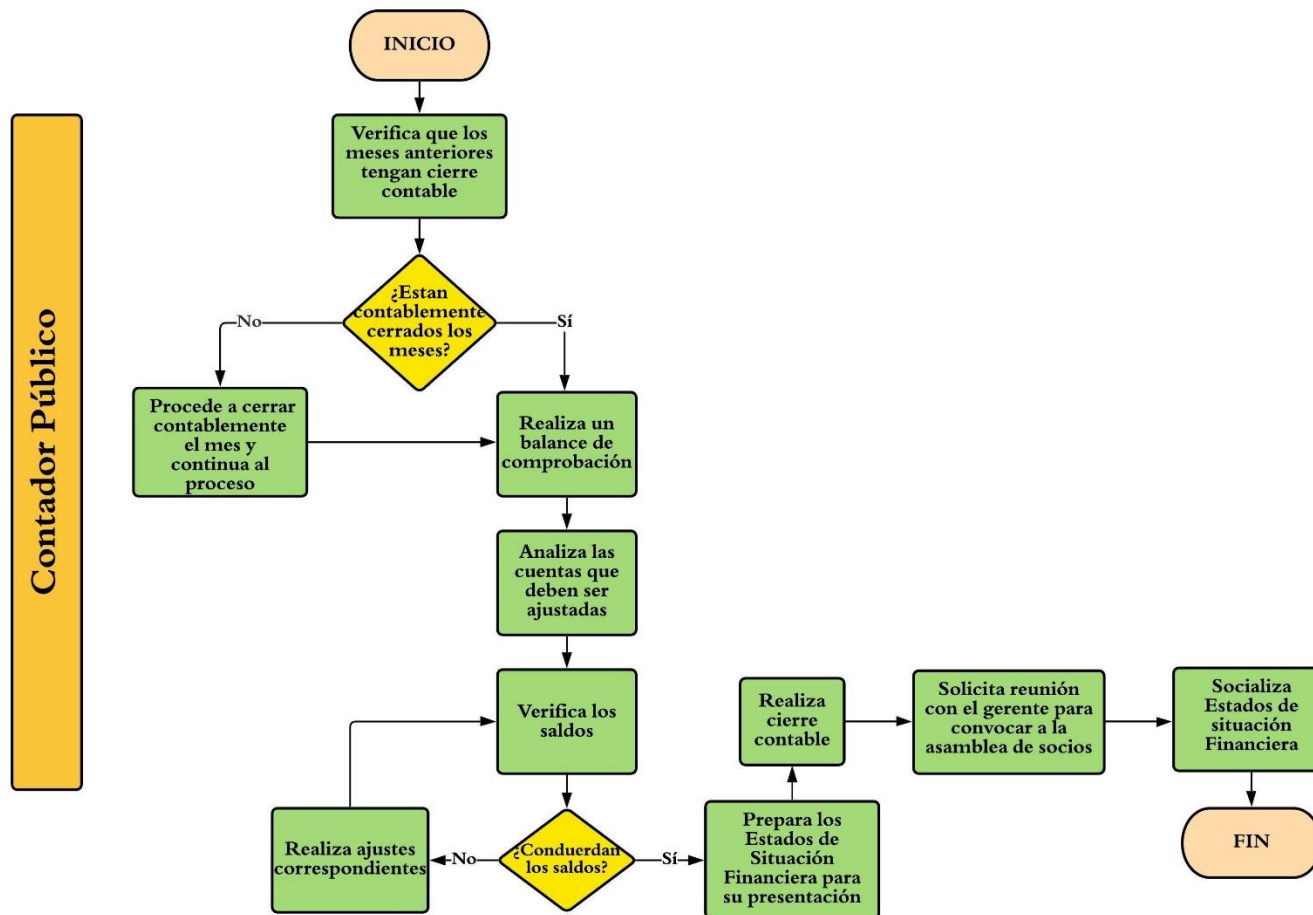 INICIO
Contador Público
Verifica que los
meses anteriores
tengan cierre
contable
¿Estan
contablemente
cerrados los
meses?
No
Sí
Procede a cerrar
contablemente
el mes y
continua al
proceso
Realiza un
balance de
comprobación
Analiza las
cuentas que
deben ser
ajustadas
Verifica los
saldos
¿Conduerdan
los saldos?
No
Realiza ajustes
correspondientes
Sí
Prepara los
Estados de
Situación
Financiera para
su presentación
Realiza
cierre
contable
Solicita reunión
con el gerente para
convocar a la
asamblea de socios
Socializa
Estados de
situación
Financiera
FIN